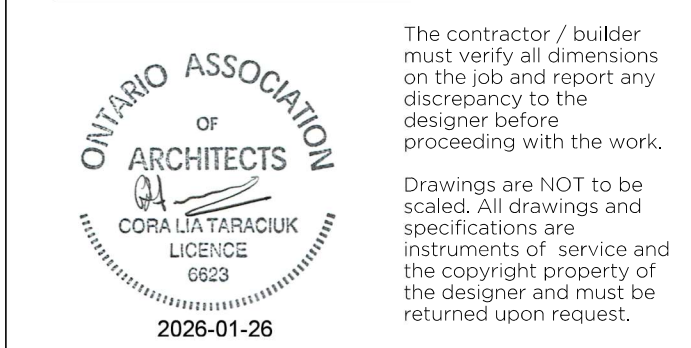 ONTARIO ASSOCIATION
OF
ARCHITECTS
CORA LIA TARACIUK
LICENCE
6623
2026-01-26
The contractor / builder
must verify all dimensions
on the job and report any
discrepancy to the
designer before
proceeding with the work.
Drawings are NOT to be
scaled. All drawings and
specifications are
instruments of service and
the copyright property of
the designer and must be
returned upon request.